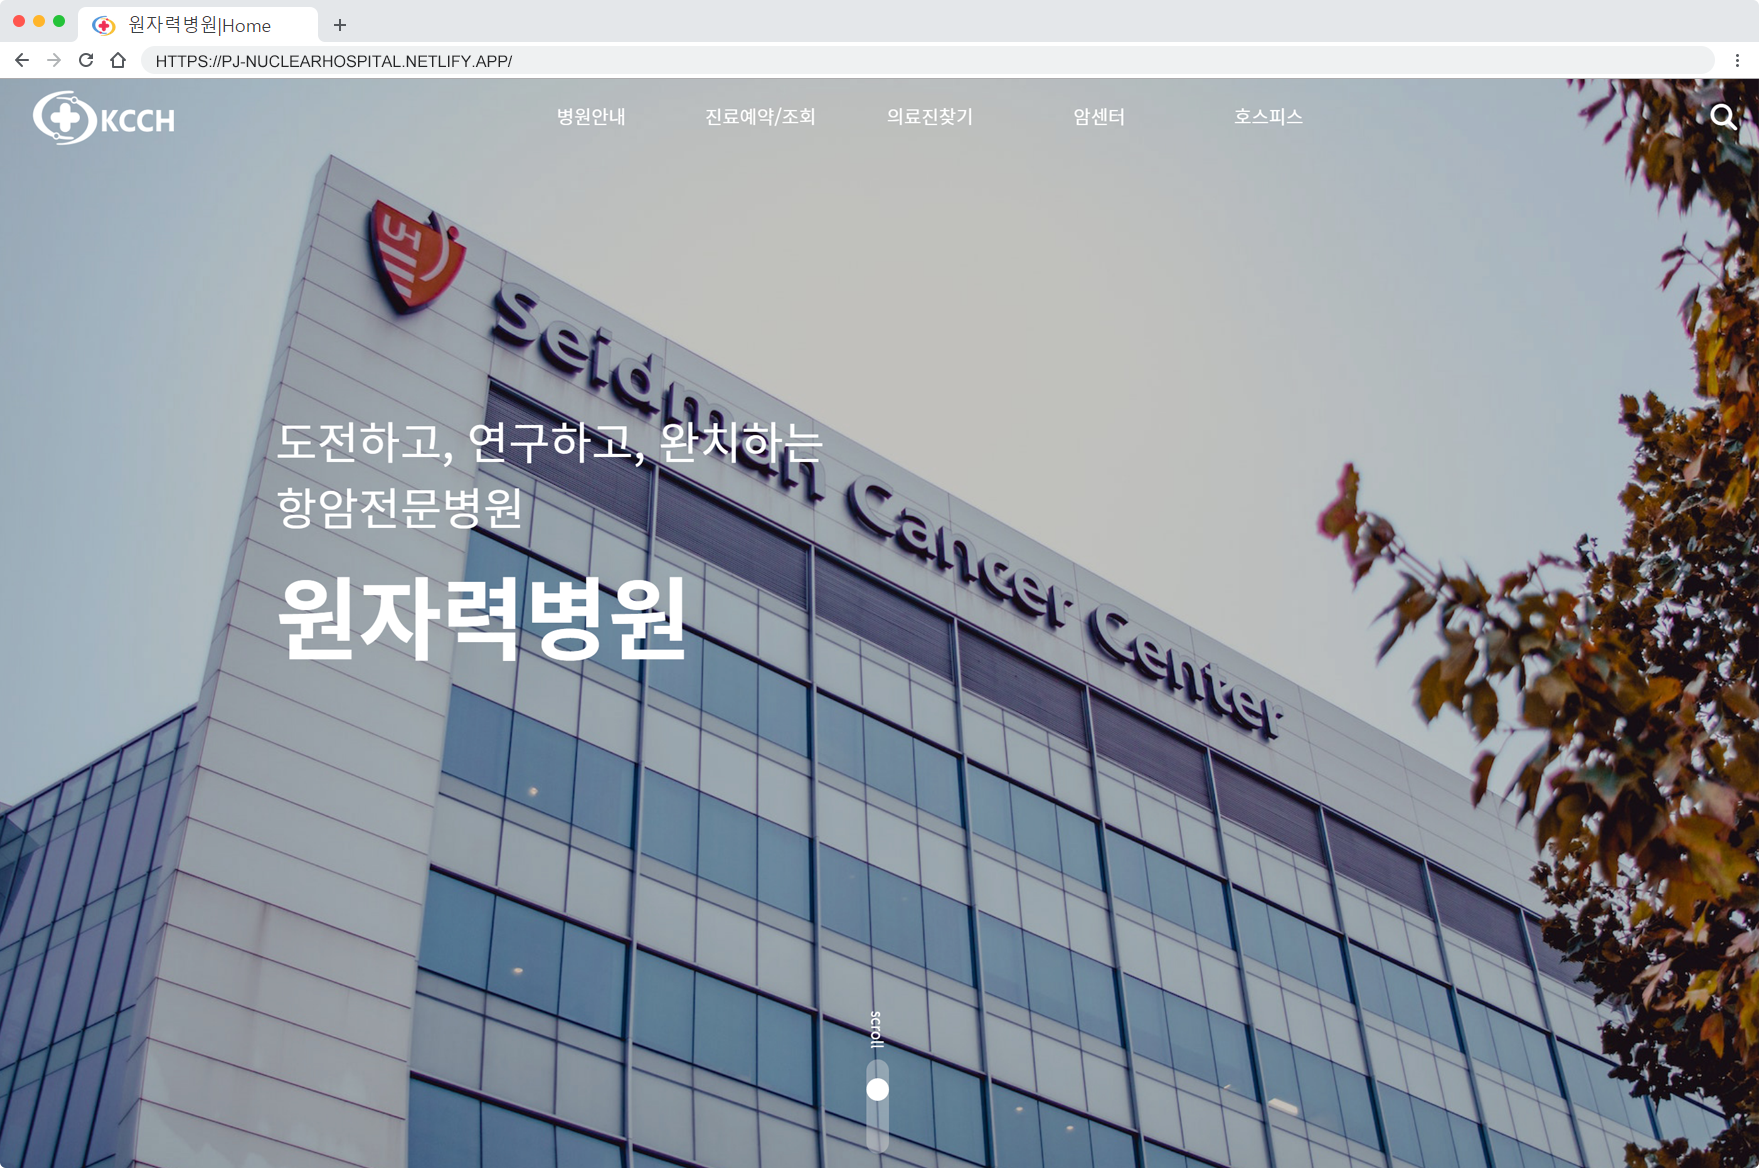 원자력병원|Home
HTTPS://PJ-NUCLEARHOSPITAL.NETLIFY.APP/
KCCH
병원안내
진료예약/조회
의료진찾기
암센터
호스피스
UH
Seidman Cancer Center
도전하고, 연구하고, 완치하는
항암전문병원
원자력병원
scroll